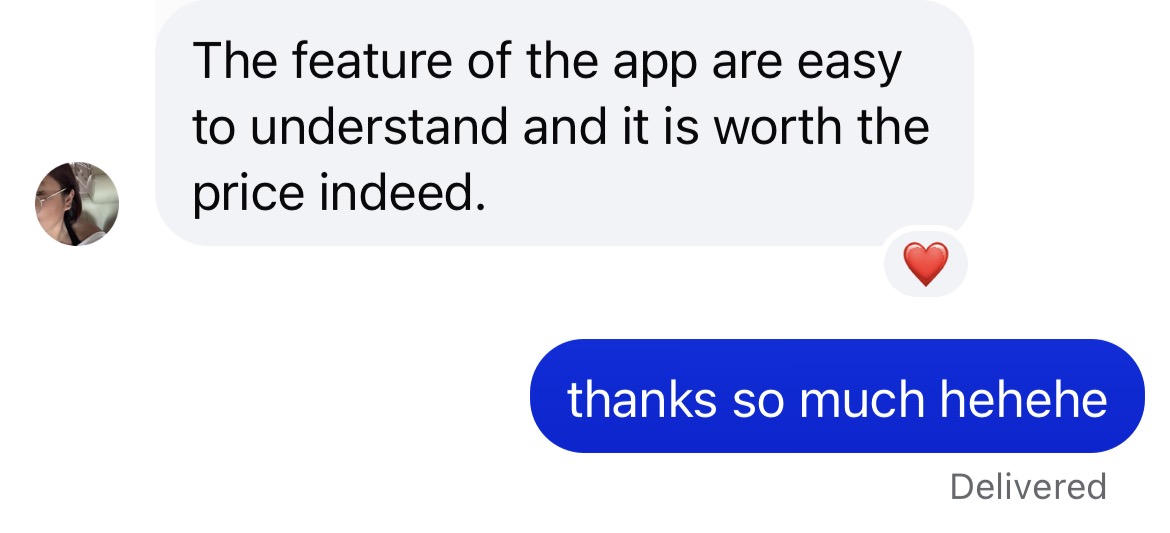 The feature of the app are easy
to understand and it is worth the
price indeed.
thanks so much hehehe
Delivered